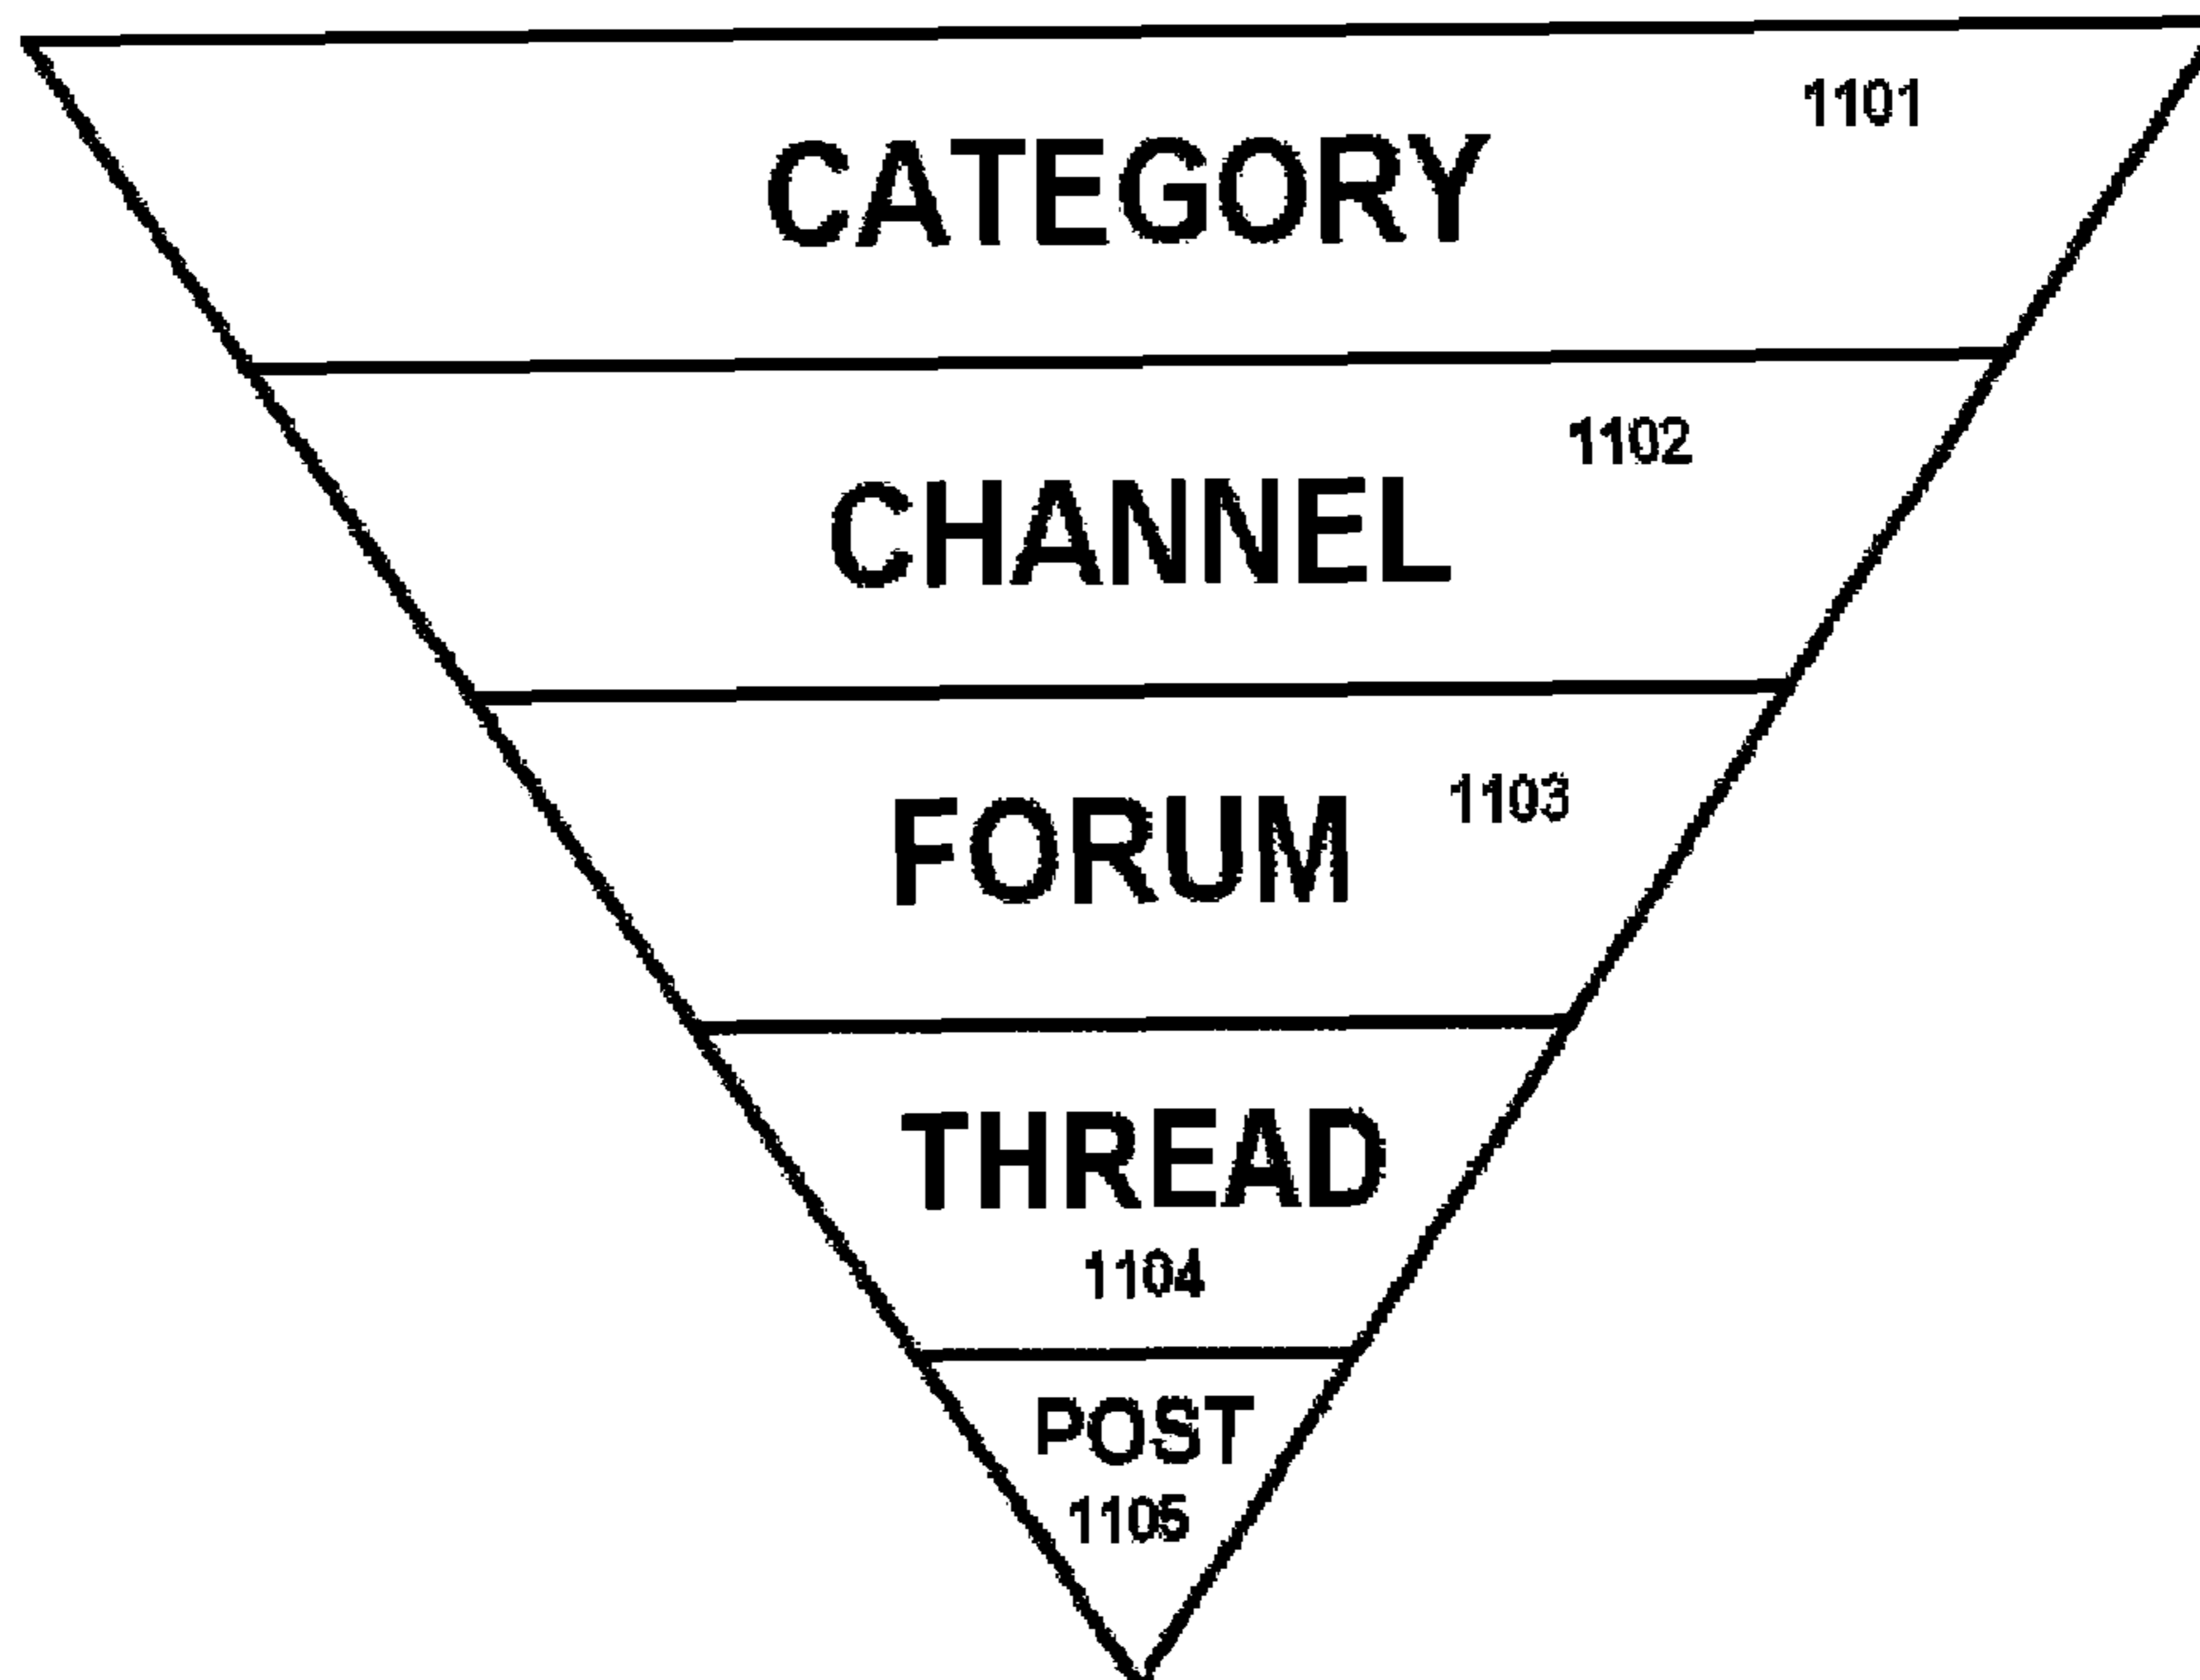 1101
CATEGORY
1102
CHANNEL
1103
FORUM
THREAD
1104
POST
1105